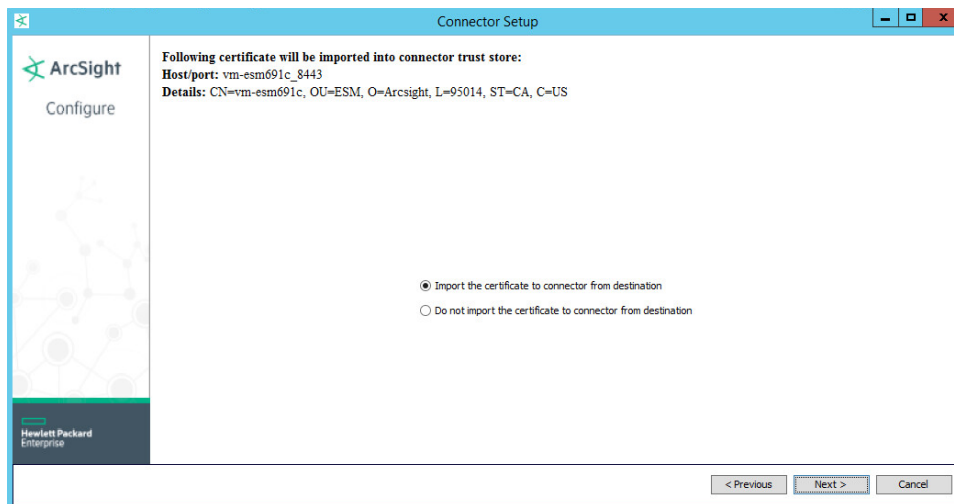 Connector Setup
ArcSight
Configure
Following certificate will be imported into connector trust store:
Host/port: vm-esm691c_8443
Details: CN=vm-esm691c, OU=ESM, O=Arcsight, L=95014, ST=CA, C=US
Import the certificate to connector from destination
Do not import the certificate to connector from destination
Hewlett Packard
Enterprise
< Previous Next > Cancel